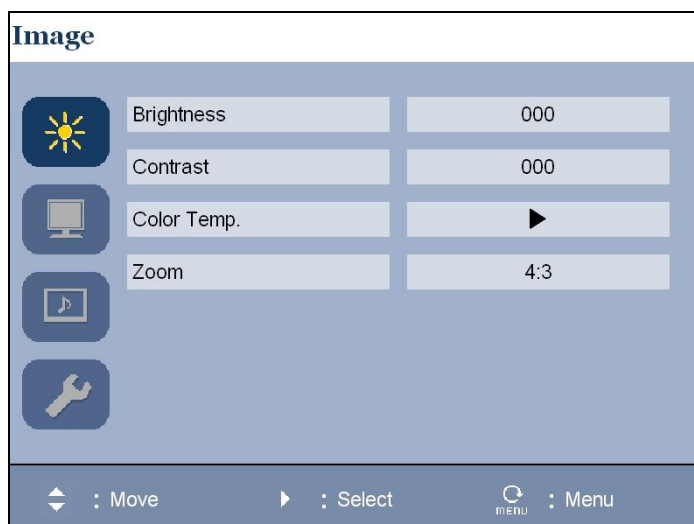 Image
Brightness 000
Contrast 000
Color Temp. ▶
Zoom 4:3
: Move : Select MENU : Menu